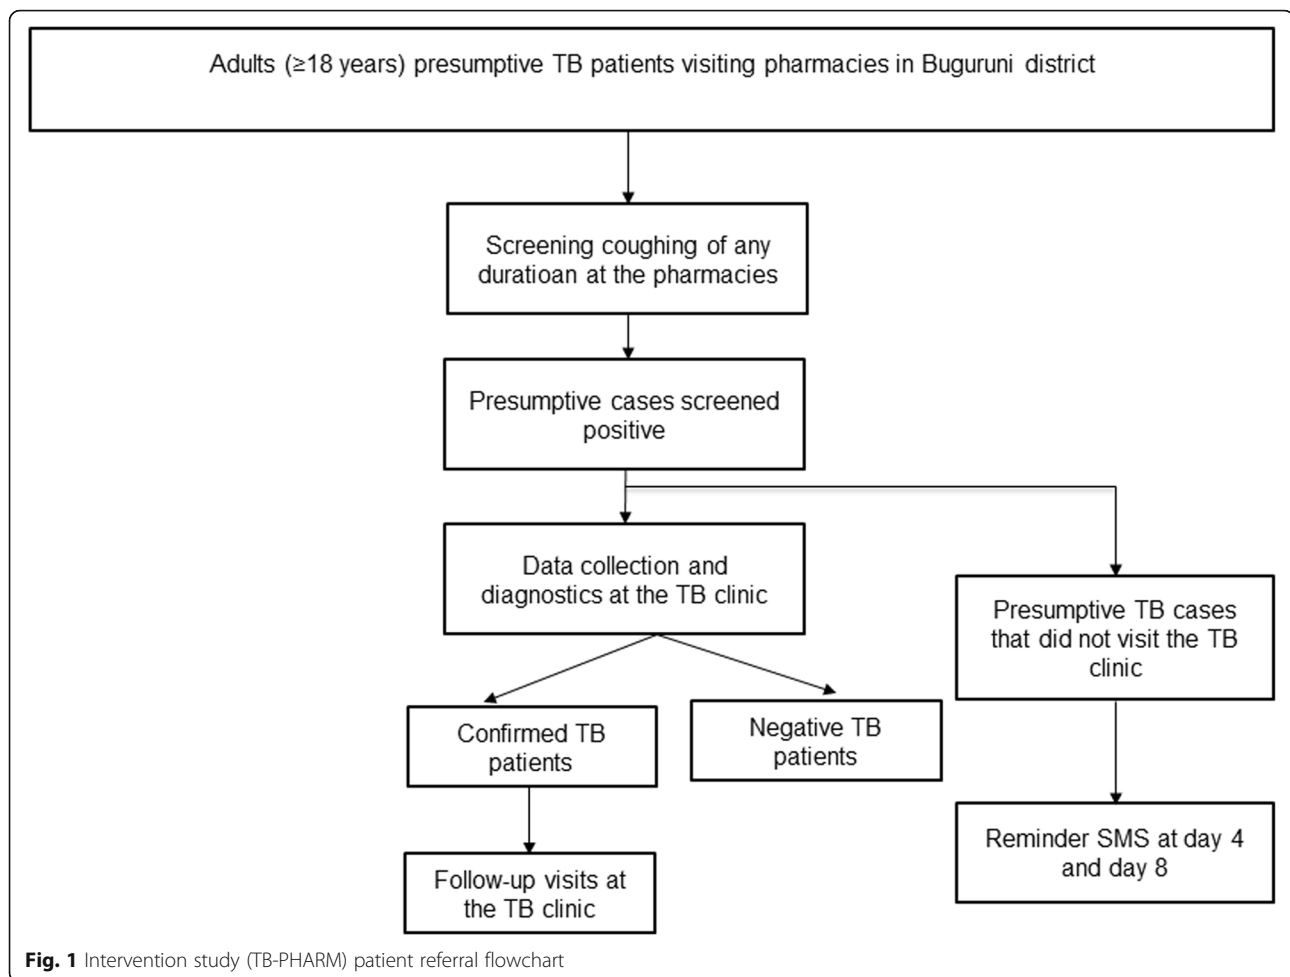 Adults (≥18 years) presumptive TB patients visiting pharmacies in Buguruni district
Screening coughing of any
duratioan at the pharmacies
Presumptive cases screened
positive
Data collection and
diagnostics at the TB clinic
Presumptive TB cases
that did not visit the TB
clinic
Confirmed TB
patients
Negative TB
patients
Reminder SMS at day 4
and day 8
Follow-up visits at
the TB clinic
Fig. 1 Intervention study (TB-PHARM) patient referral flowchart